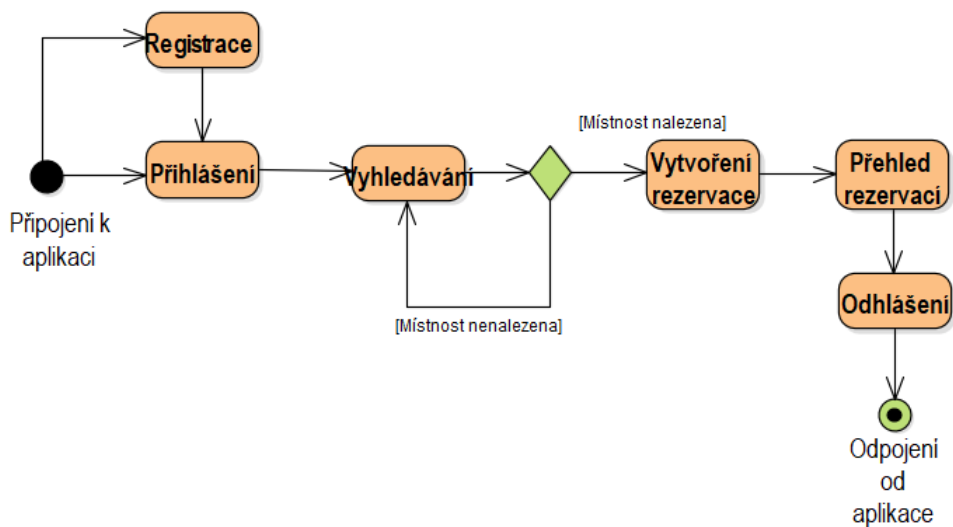 Registrace
[Místnost nalezena]
Přihlášení
Vyhledávání
Vytvoření
rezervace
Přehled
rezervací
Připojení k
aplikaci
Odhlášení
[Místnost nenalezena]
Odpojení
od
aplikace